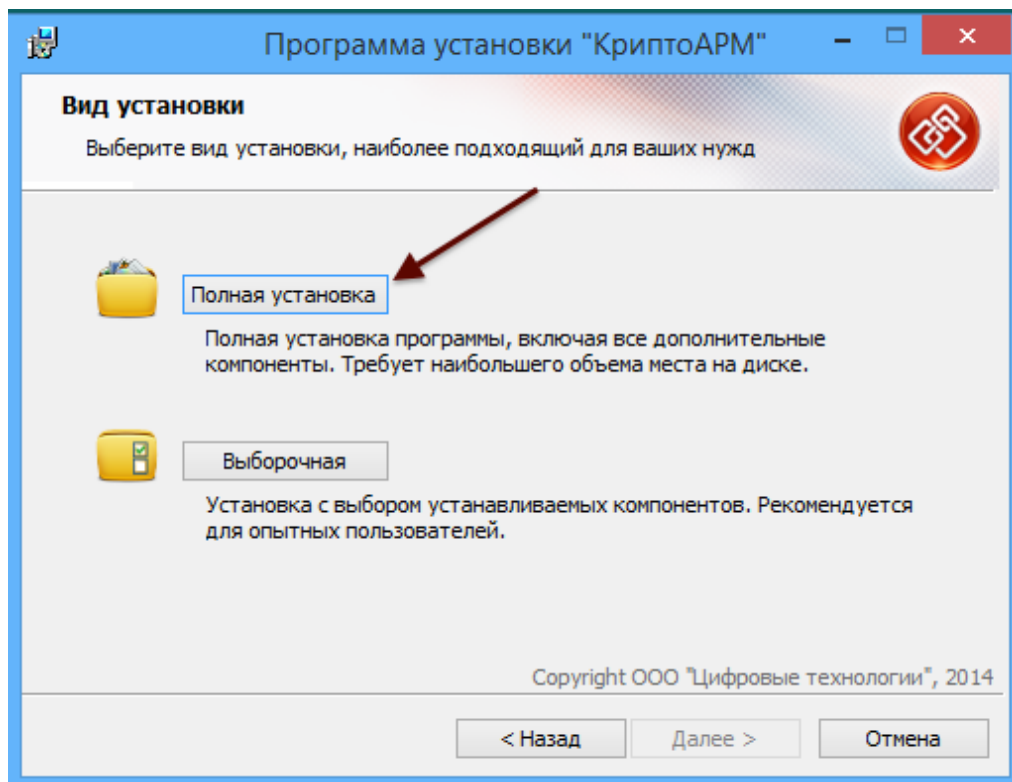 Программа установки "КриптоАРМ"
Вид установки
Выберите вид установки, наиболее подходящий для ваших нужд
Полная установка
Полная установка программы, включая все дополнительные
компоненты. Требует наибольшего объема места на диске.
Выборочная
Установка с выбором устанавливаемых компонентов. Рекомендуется
для опытных пользователей.
Copyright ООО "Цифровые технологии", 2014
< Назад
Далее >
Отмена